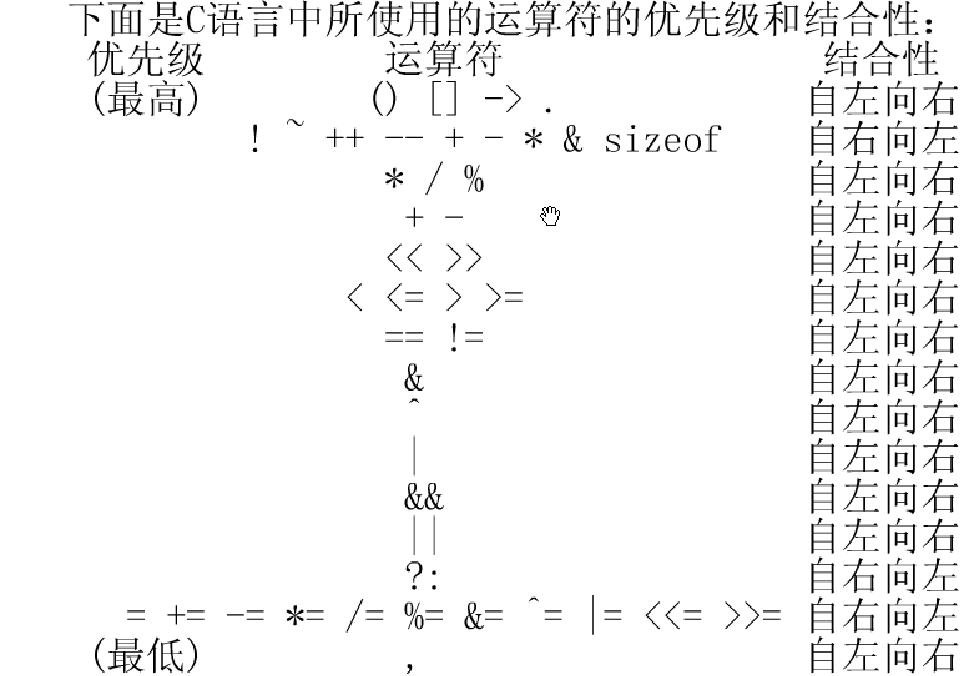 下面是C语言中所使用的运算符的优先级和结合性:
优先级 运算符 结合性
(最高) () [] -> . 自左向右
! ~ ++ -- + - * & sizeof 自右向左
* / % 自左向右
+ - 自左向右
<< >> 自左向右
< <= > >= 自左向右
== != 自左向右
& 自左向右
^ 自左向右
| 自左向右
&& 自左向右
|| 自左向右
?: 自右向左
= += -= *= /= %= &= ^= |= <<= >>= 自右向左
(最低) , 自左向右